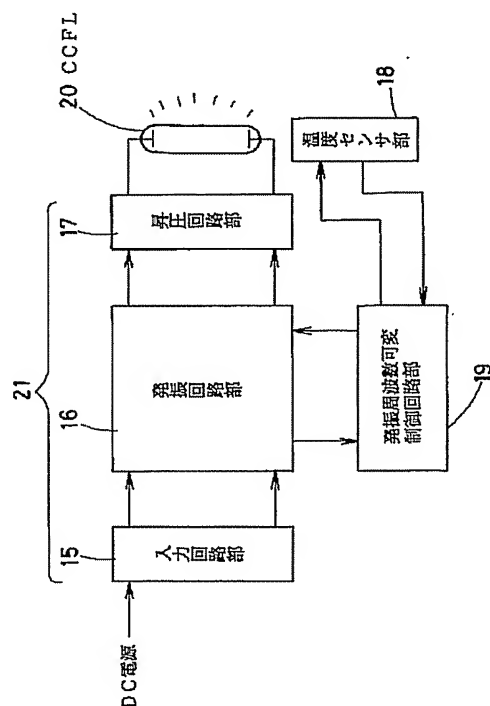 21
DC電源
15
入力回路部
16
発振回路部
17
昇圧回路部
20 CCFL
18
温度センサ部
発振周波数可変
制御回路部
19